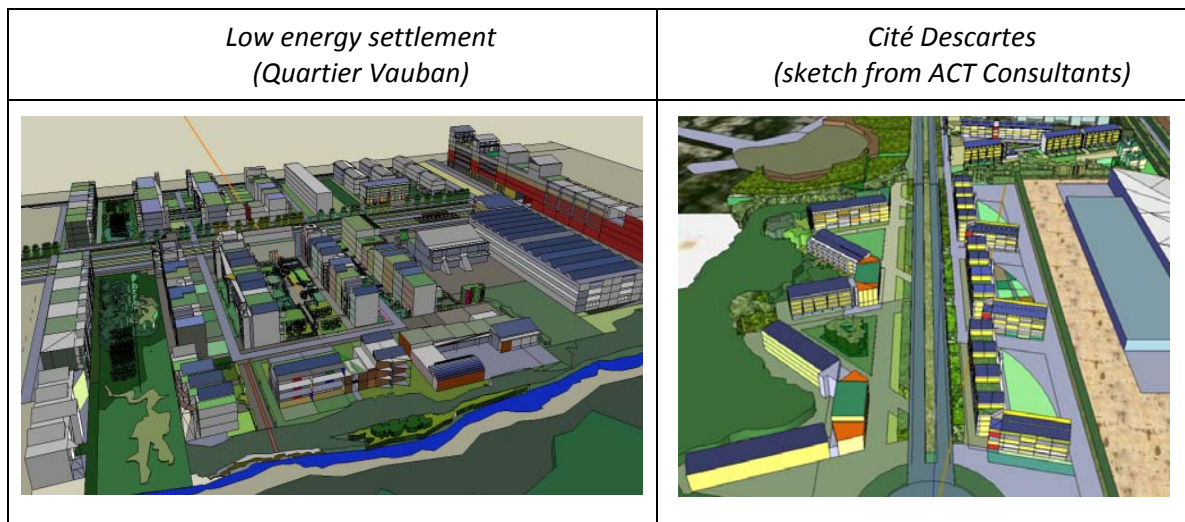 Low energy settlement
(Quartier Vauban)
Cité Descartes
(sketch from ACT Consultants)